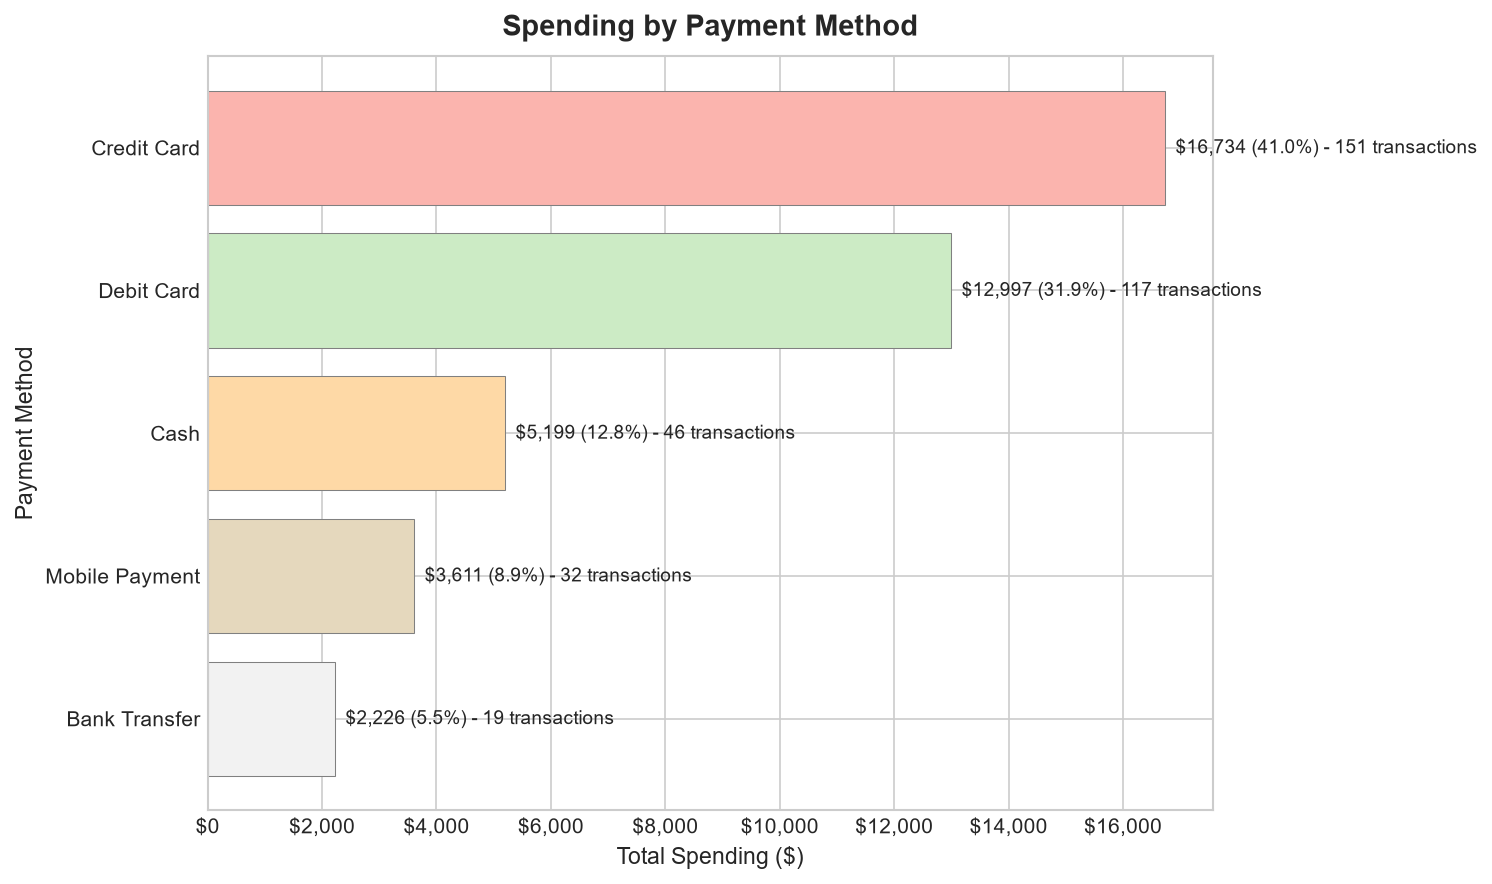 Spending by Payment Method
Payment Method
Credit Card
$16,734 (41.0%) - 151 transactions
Debit Card
$12,997 (31.9%) - 117 transactions
Cash
$5,199 (12.8%) - 46 transactions
Mobile Payment
$3,611 (8.9%) - 32 transactions
Bank Transfer
$2,226 (5.5%) - 19 transactions
$0 $2,000 $4,000 $6,000 $8,000 $10,000 $12,000 $14,000 $16,000
Total Spending ($)